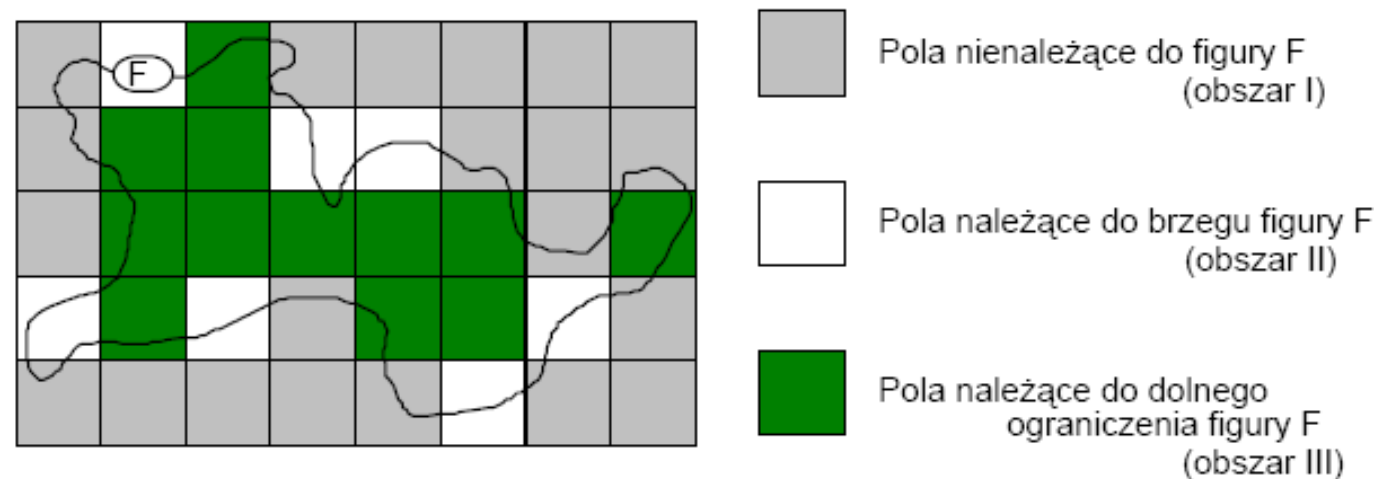 F
Pola nienależące do figury F
(obszar I)
Pola należące do brzegu figury F
(obszar II)
Pola należące do dolnego
ograniczenia figury F
(obszar III)